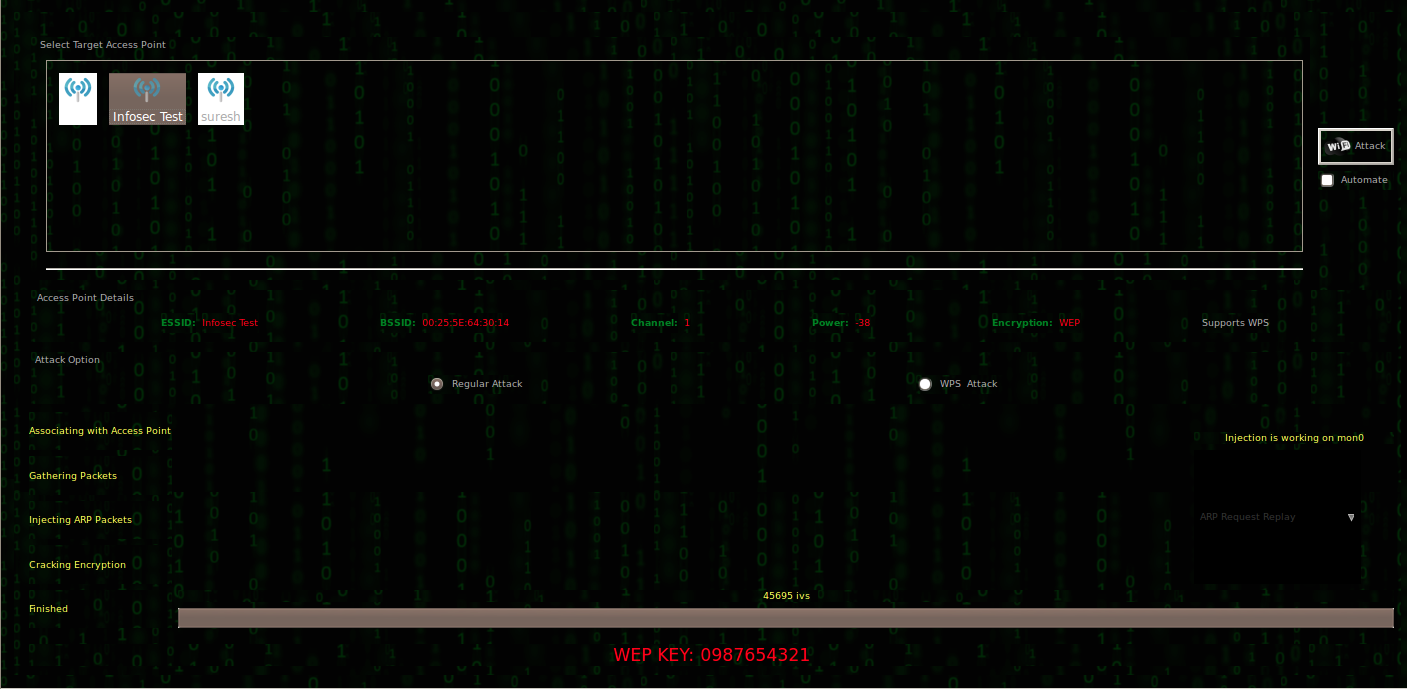 Select Target Access Point
Infosec Test suresh
WiFi Attack
Automate
Access Point Details
ESSID: Infosec Test BSSID: 00:25:5E:64:30:14 Channel: 1 Power: -38 Encryption: WEP Supports WPS
Attack Option
Regular Attack WPS Attack
Associating with Access Point
Injection is working on mon0
Gathering Packets
Injecting ARP Packets
ARP Request Replay
Cracking Encryption
45695 ivs
Finished
WEP KEY: 0987654321